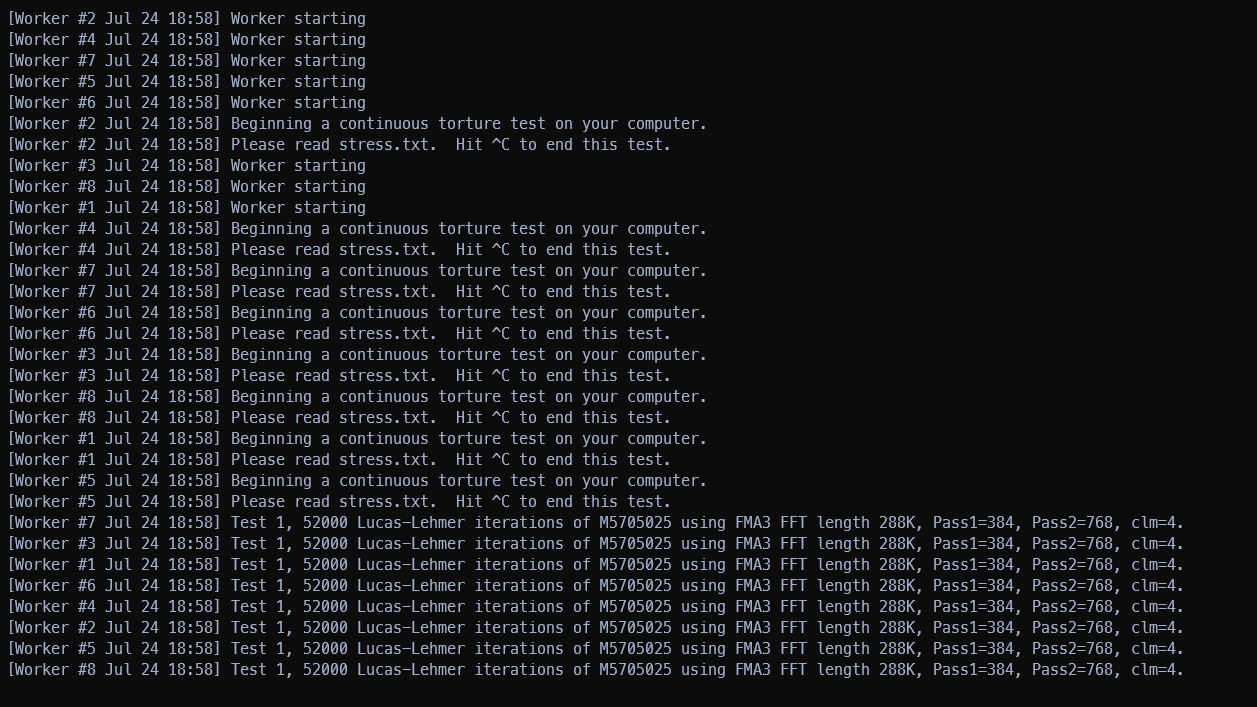 [Worker #2 Jul 24 18:58] Worker starting
[Worker #4 Jul 24 18:58] Worker starting
[Worker #7 Jul 24 18:58] Worker starting
[Worker #5 Jul 24 18:58] Worker starting
[Worker #6 Jul 24 18:58] Worker starting
[Worker #2 Jul 24 18:58] Beginning a continuous torture test on your computer.
[Worker #2 Jul 24 18:58] Please read stress.txt.  Hit ^C to end this test.
[Worker #3 Jul 24 18:58] Worker starting
[Worker #8 Jul 24 18:58] Worker starting
[Worker #1 Jul 24 18:58] Worker starting
[Worker #4 Jul 24 18:58] Beginning a continuous torture test on your computer.
[Worker #4 Jul 24 18:58] Please read stress.txt.  Hit ^C to end this test.
[Worker #7 Jul 24 18:58] Beginning a continuous torture test on your computer.
[Worker #7 Jul 24 18:58] Please read stress.txt.  Hit ^C to end this test.
[Worker #6 Jul 24 18:58] Beginning a continuous torture test on your computer.
[Worker #6 Jul 24 18:58] Please read stress.txt.  Hit ^C to end this test.
[Worker #3 Jul 24 18:58] Beginning a continuous torture test on your computer.
[Worker #3 Jul 24 18:58] Please read stress.txt.  Hit ^C to end this test.
[Worker #8 Jul 24 18:58] Beginning a continuous torture test on your computer.
[Worker #8 Jul 24 18:58] Please read stress.txt.  Hit ^C to end this test.
[Worker #1 Jul 24 18:58] Beginning a continuous torture test on your computer.
[Worker #1 Jul 24 18:58] Please read stress.txt.  Hit ^C to end this test.
[Worker #5 Jul 24 18:58] Beginning a continuous torture test on your computer.
[Worker #5 Jul 24 18:58] Please read stress.txt.  Hit ^C to end this test.
[Worker #7 Jul 24 18:58] Test 1, 52000 Lucas-Lehmer iterations of M5705025 using FMA3 FFT length 288K, Pass1=384, Pass2=768, clm=4.
[Worker #3 Jul 24 18:58] Test 1, 52000 Lucas-Lehmer iterations of M5705025 using FMA3 FFT length 288K, Pass1=384, Pass2=768, clm=4.
[Worker #1 Jul 24 18:58] Test 1, 52000 Lucas-Lehmer iterations of M5705025 using FMA3 FFT length 288K, Pass1=384, Pass2=768, clm=4.
[Worker #6 Jul 24 18:58] Test 1, 52000 Lucas-Lehmer iterations of M5705025 using FMA3 FFT length 288K, Pass1=384, Pass2=768, clm=4.
[Worker #4 Jul 24 18:58] Test 1, 52000 Lucas-Lehmer iterations of M5705025 using FMA3 FFT length 288K, Pass1=384, Pass2=768, clm=4.
[Worker #2 Jul 24 18:58] Test 1, 52000 Lucas-Lehmer iterations of M5705025 using FMA3 FFT length 288K, Pass1=384, Pass2=768, clm=4.
[Worker #5 Jul 24 18:58] Test 1, 52000 Lucas-Lehmer iterations of M5705025 using FMA3 FFT length 288K, Pass1=384, Pass2=768, clm=4.
[Worker #8 Jul 24 18:58] Test 1, 52000 Lucas-Lehmer iterations of M5705025 using FMA3 FFT length 288K, Pass1=384, Pass2=768, clm=4.